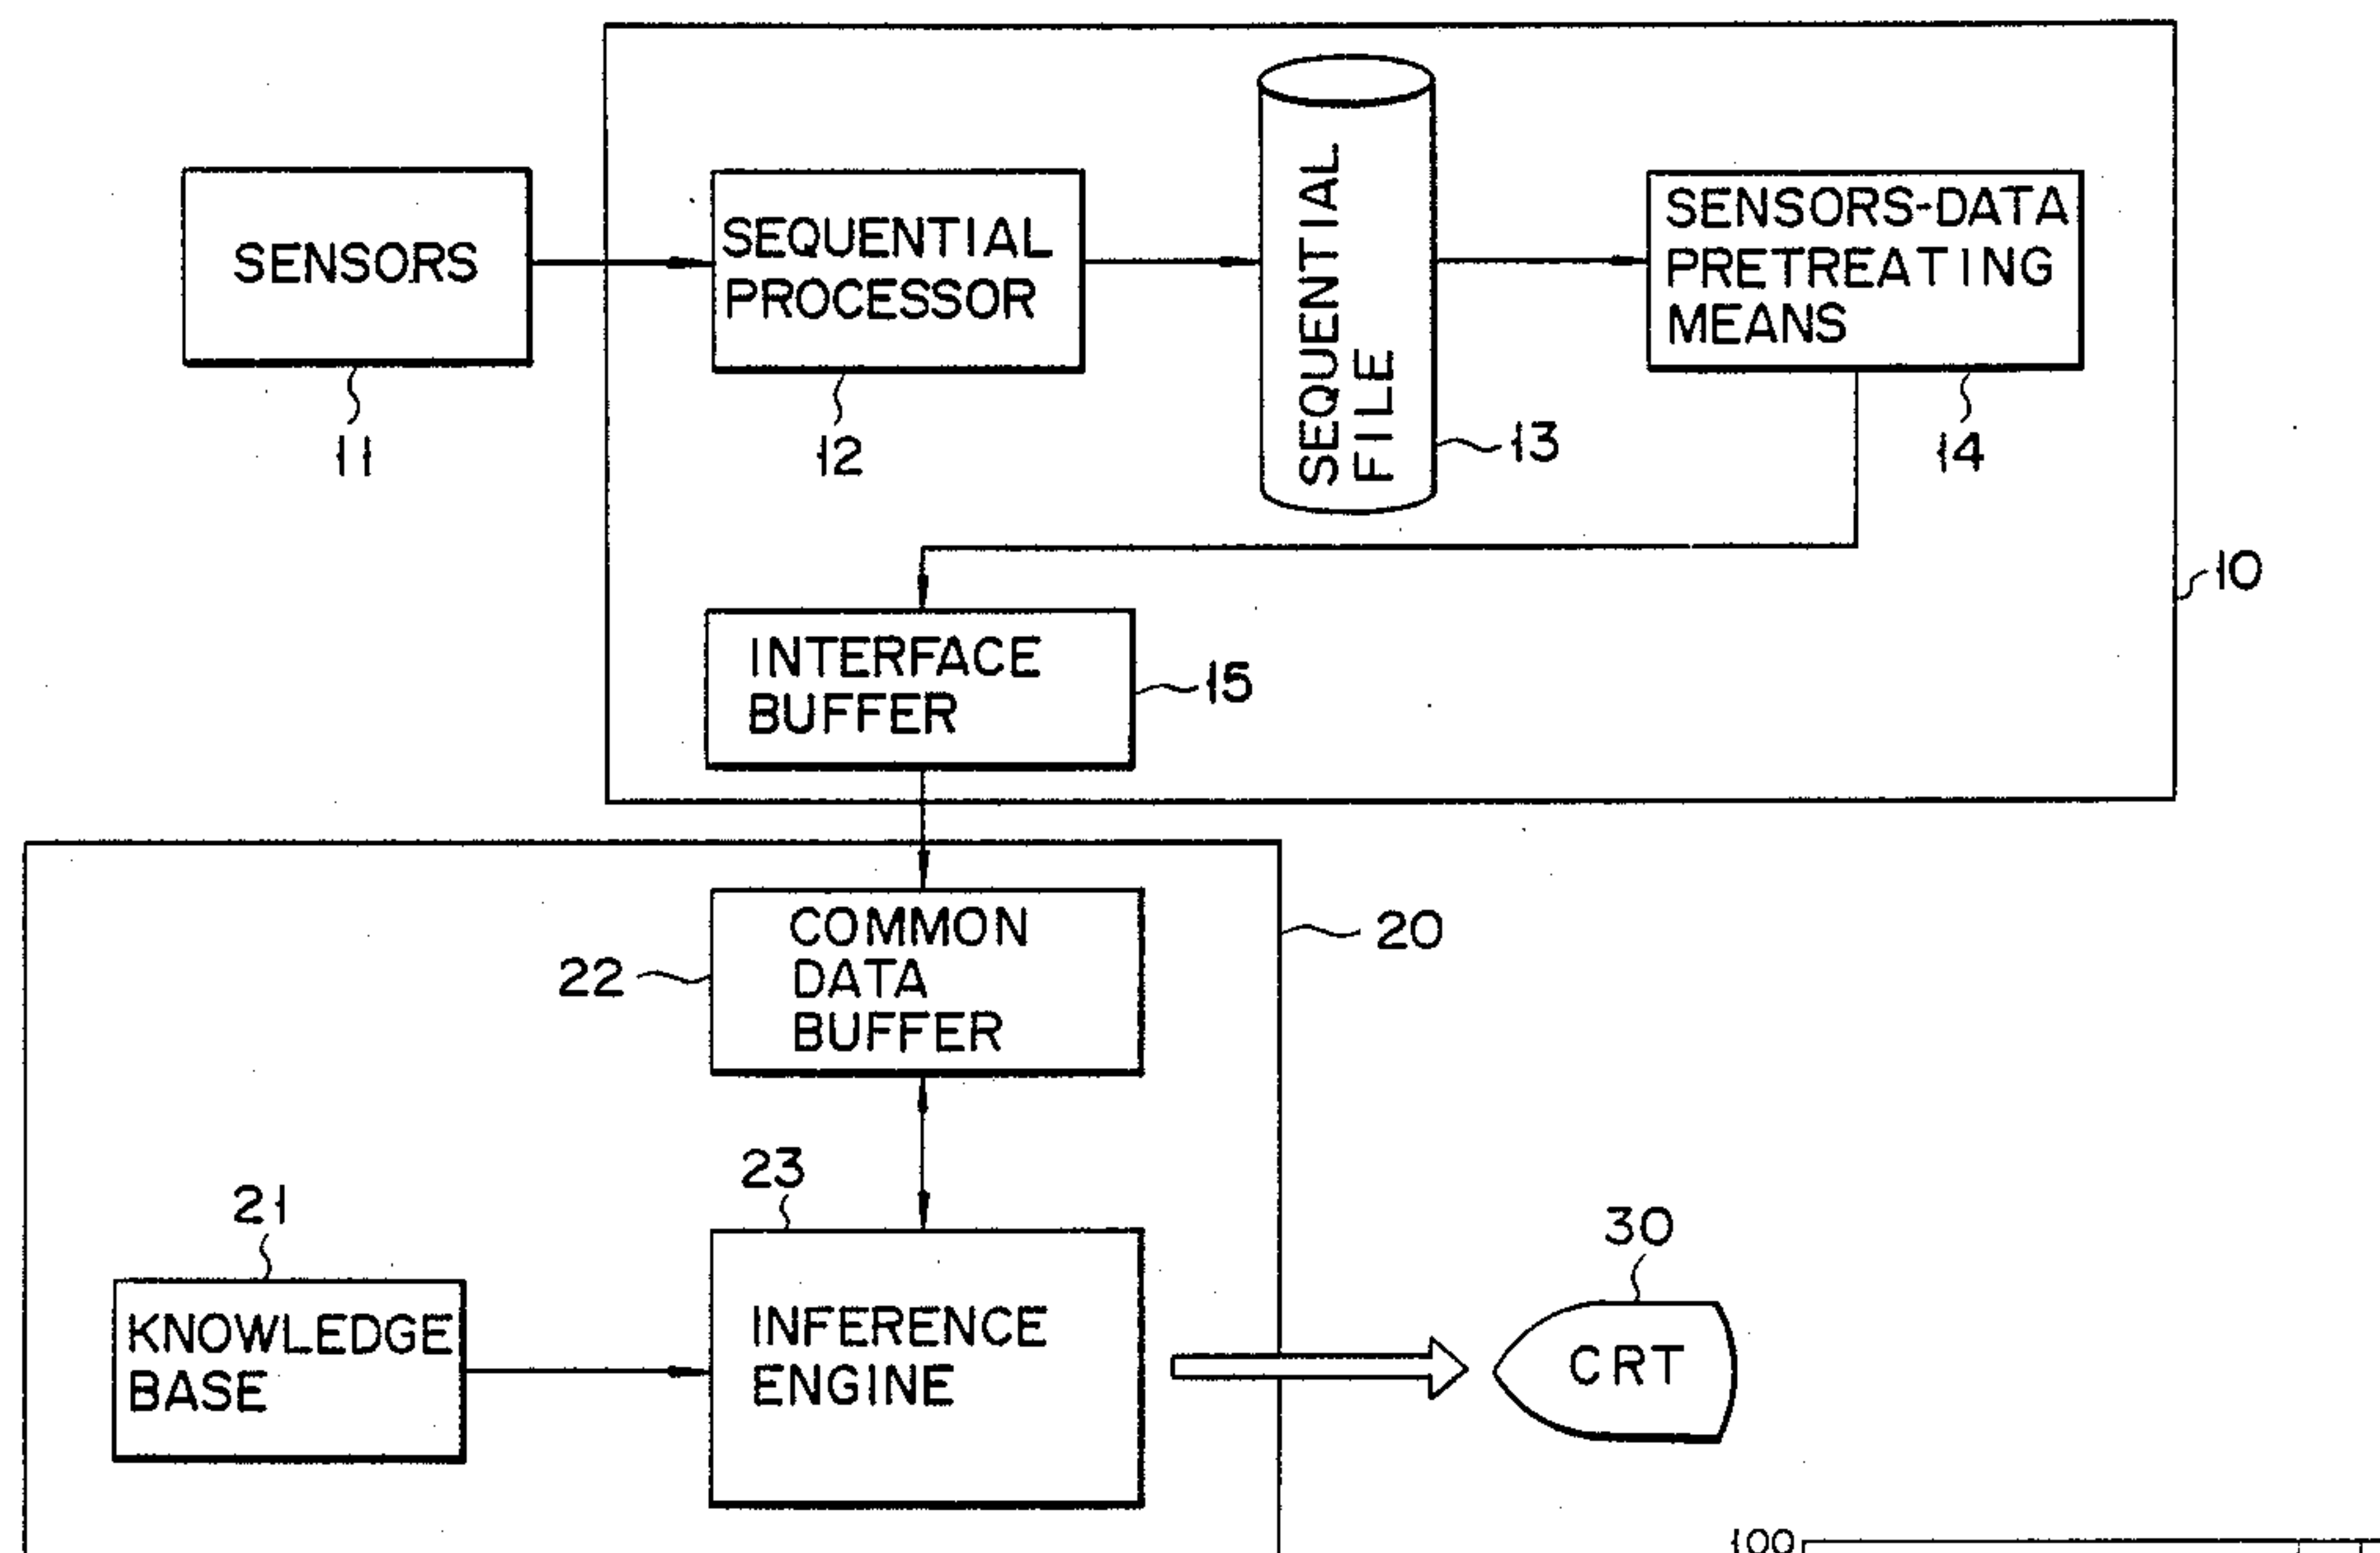 SENSORS
11
SEQUENTIAL
PROCESSOR
12
SEQUENTIAL
FILE
13
SENSORS-DATA
PRETREATING
MEANS
14
10
INTERFACE
BUFFER
15
COMMON
DATA
BUFFER
22
20
23
21
KNOWLEDGE
BASE
INFERENCE
ENGINE
30
CRT
100